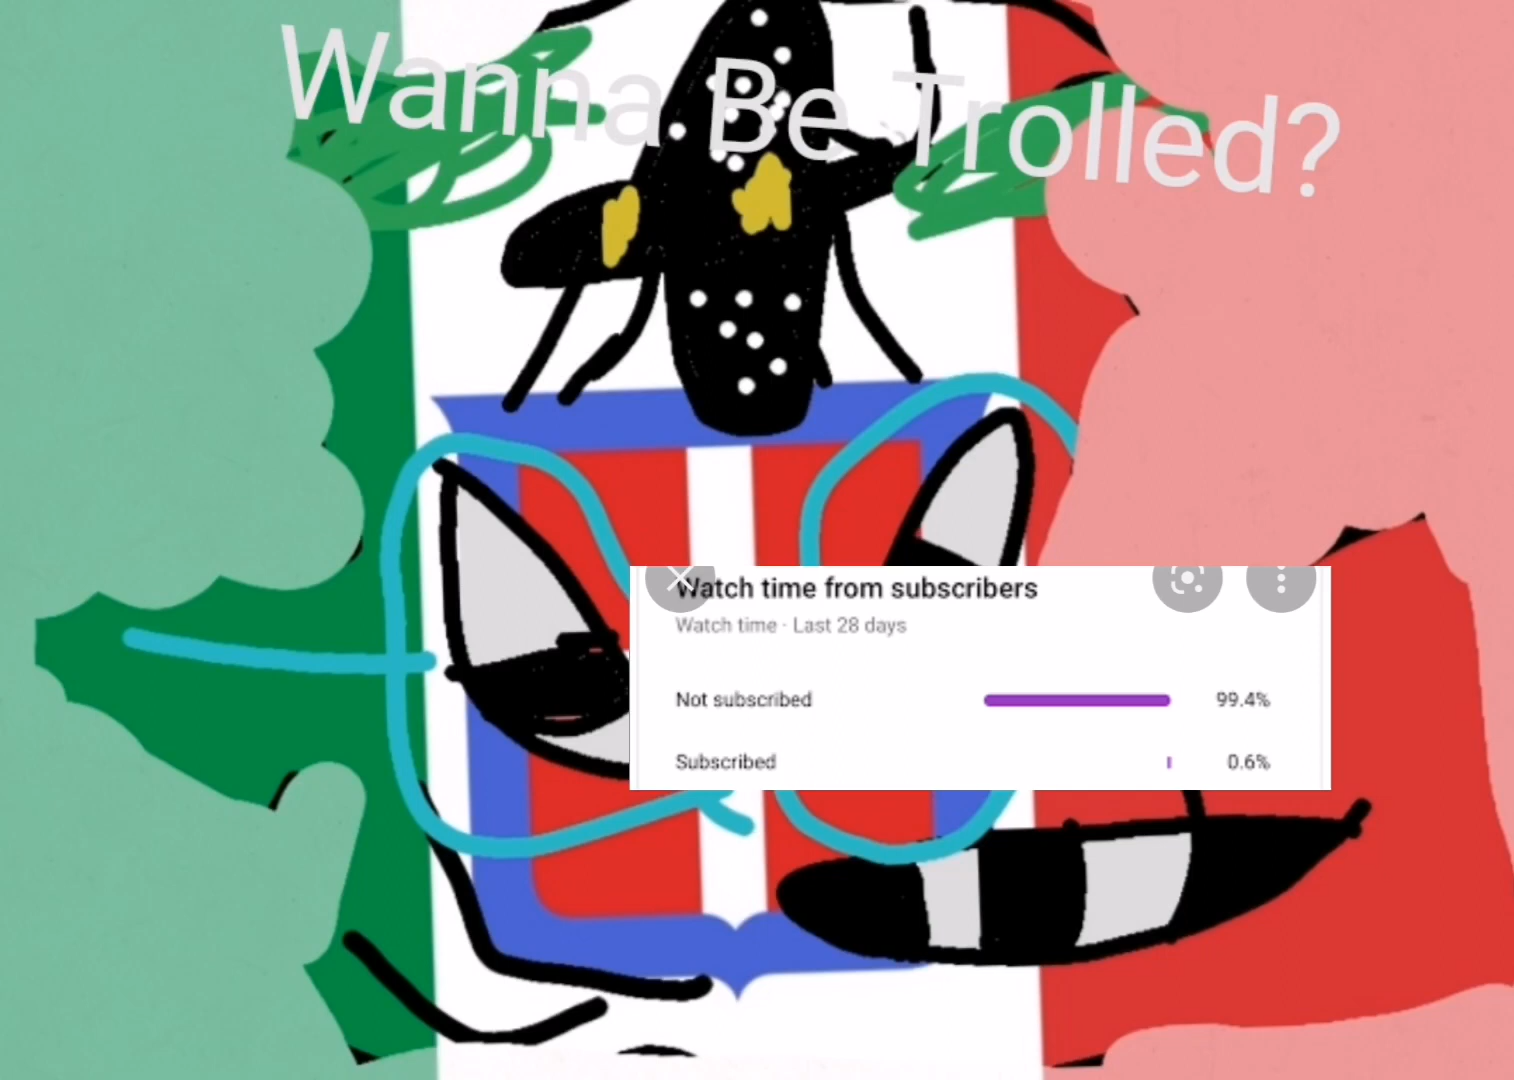 Wanna Be Trolled?
Watch time from subscribers
Watch time · Last 28 days
Not subscribed 99.4%
Subscribed 0.6%